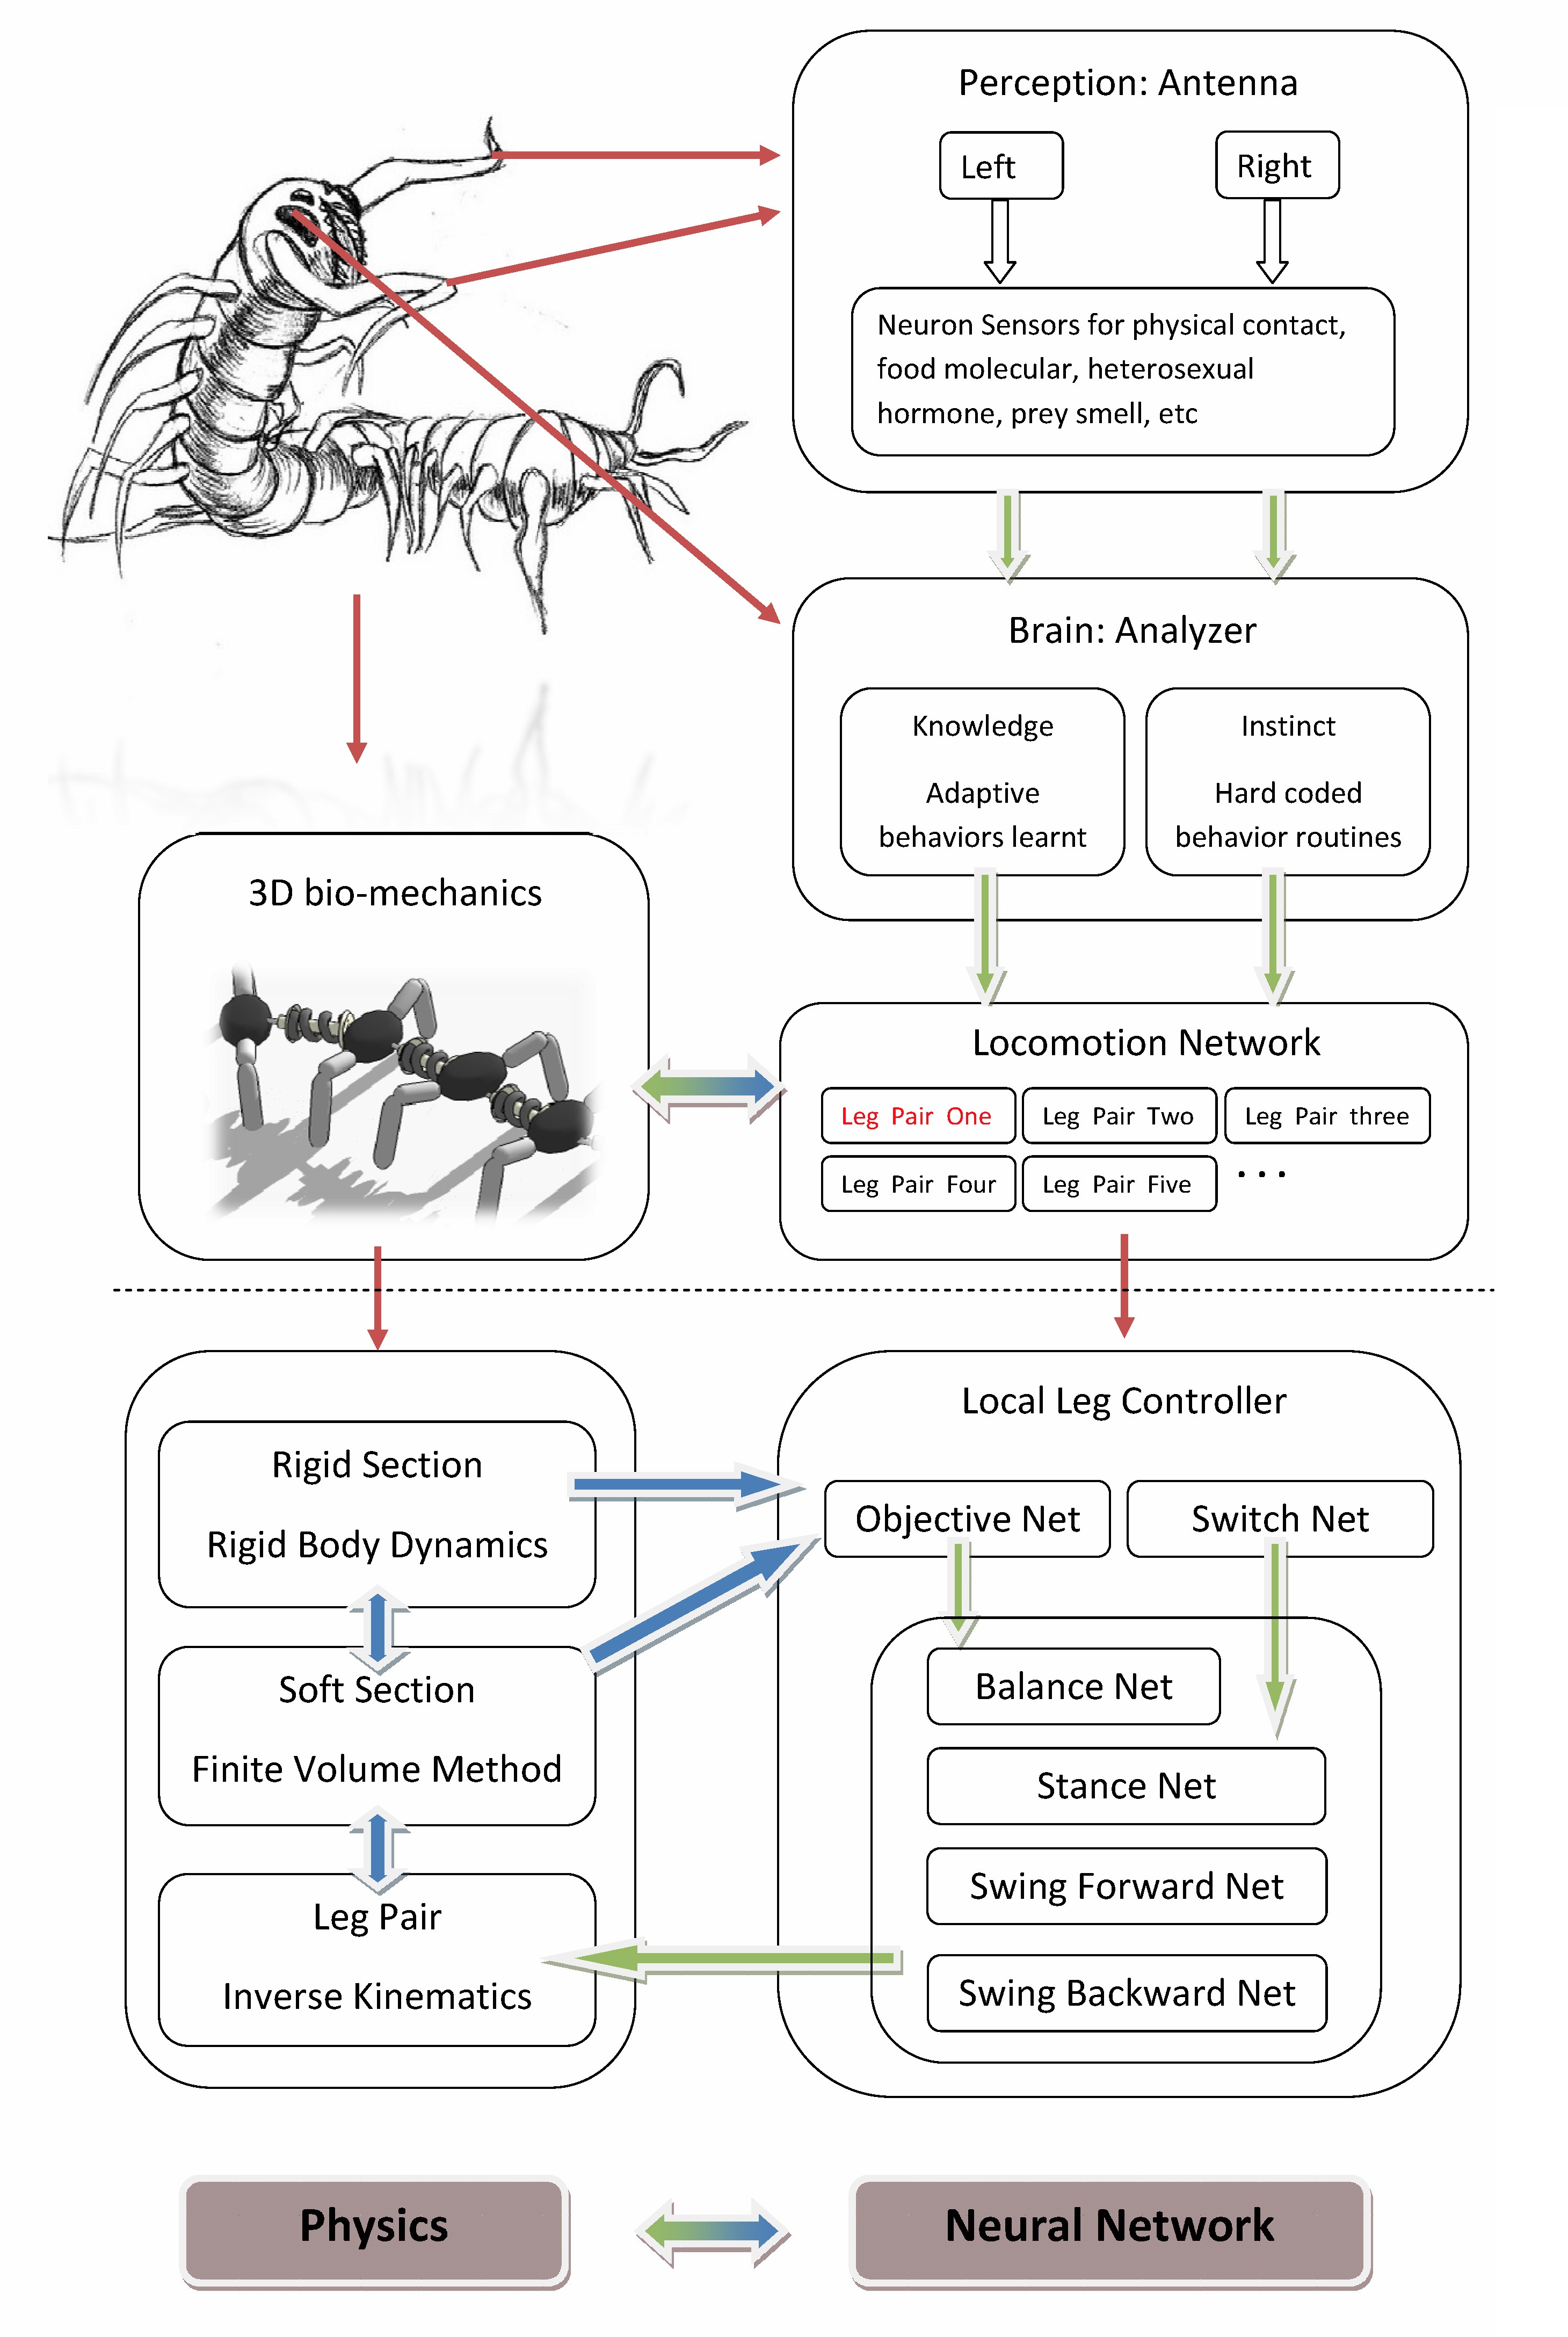 Perception: Antenna
Left
Right
Neuron Sensors for physical contact,
food molecular, heterosexual
hormone, prey smell, etc
Brain: Analyzer
Knowledge
Adaptive
behaviors learnt
Instinct
Hard coded
behavior routines
3D bio-mechanics
Locomotion Network
Leg Pair One
Leg Pair Two
Leg Pair three
Leg Pair Four
Leg Pair Five
...
Rigid Section
Rigid Body Dynamics
Soft Section
Finite Volume Method
Leg Pair
Inverse Kinematics
Local Leg Controller
Objective Net
Switch Net
Balance Net
Stance Net
Swing Forward Net
Swing Backward Net
Physics
Neural Network